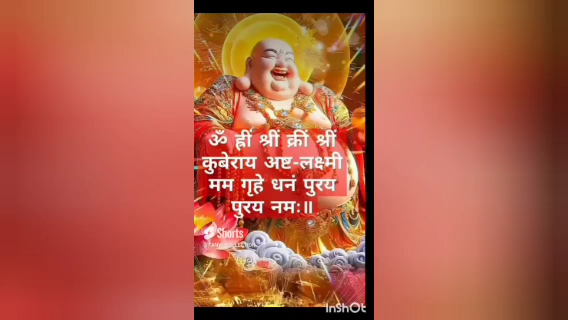 ॐ ह्रीं श्रीं क्रीं श्रीं
कुबेराय अष्ट-लक्ष्मी
मम गृहे धनं पुरय
पुरय नमः॥
Shorts
InShOt